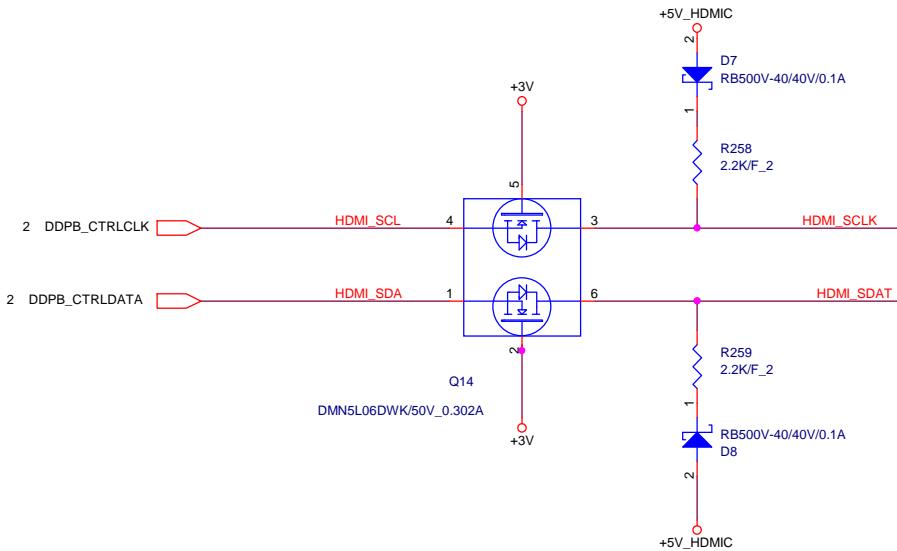 +5V_HDMIC
2
D7
RB500V-40/40V/0.1A
1
+3V
R258
2.2K/F_2
5
2 DDPB_CTRLCLK
HDMI_SCL
4
3
HDMI_SCLK
2 DDPB_CTRLDATA
HDMI_SDA
1
6
HDMI_SDAT
2
R259
2.2K/F_2
Q14
DMN5L06DWK/50V_0.302A
1
+3V
RB500V-40/40V/0.1A
D8
2
+5V_HDMIC